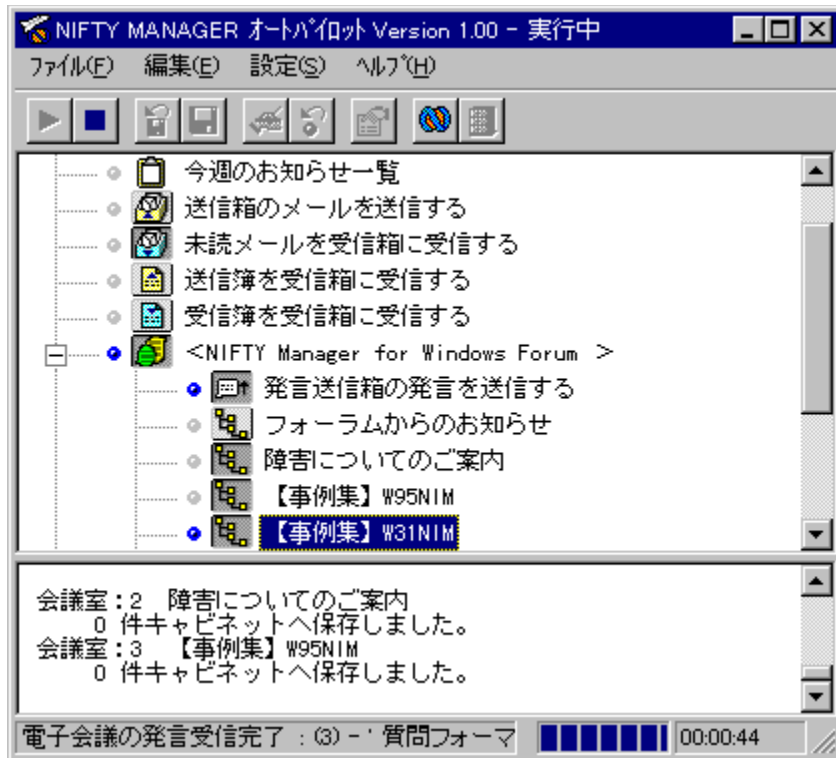 NIFTY MANAGER オートパイロット Version 1.00 - 実行中
ファイル(F) 編集(E) 設定(S) ヘルプ(H)
今週のお知らせ一覧
送信箱のメールを送信する
未読メールを受信箱に受信する
送信簿を受信箱に受信する
受信簿を受信箱に受信する
<NIFTY Manager for Windows Forum >
発言送信箱の発言を送信する
フォーラムからのお知らせ
障害についてのご案内
【事例集】W95NIM
【事例集】W31NIM
会議室:2 障害についてのご案内
0 件キャビネットへ保存しました。
会議室:3 【事例集】W95NIM
0 件キャビネットへ保存しました。
電子会議の発言受信完了 : (3) - ' 質問フォーマ 00:00:44